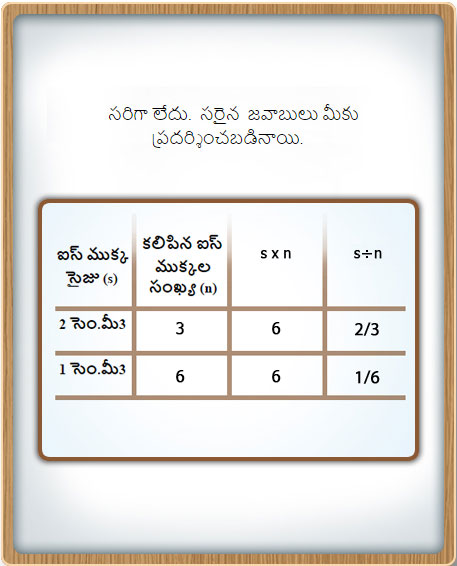 సరిగా లేదు. సరైన జవాబులు మీకు
ప్రదర్శించబడినాయి.
ఐస్ ముక్క
సైజు (s)
కలిపిన ఐస్
ముక్కల
సంఖ్య (n)
s x n
s÷n
2 సెం.మీ3
3
6
2/3
1 సెం.మీ3
6
6
1/6